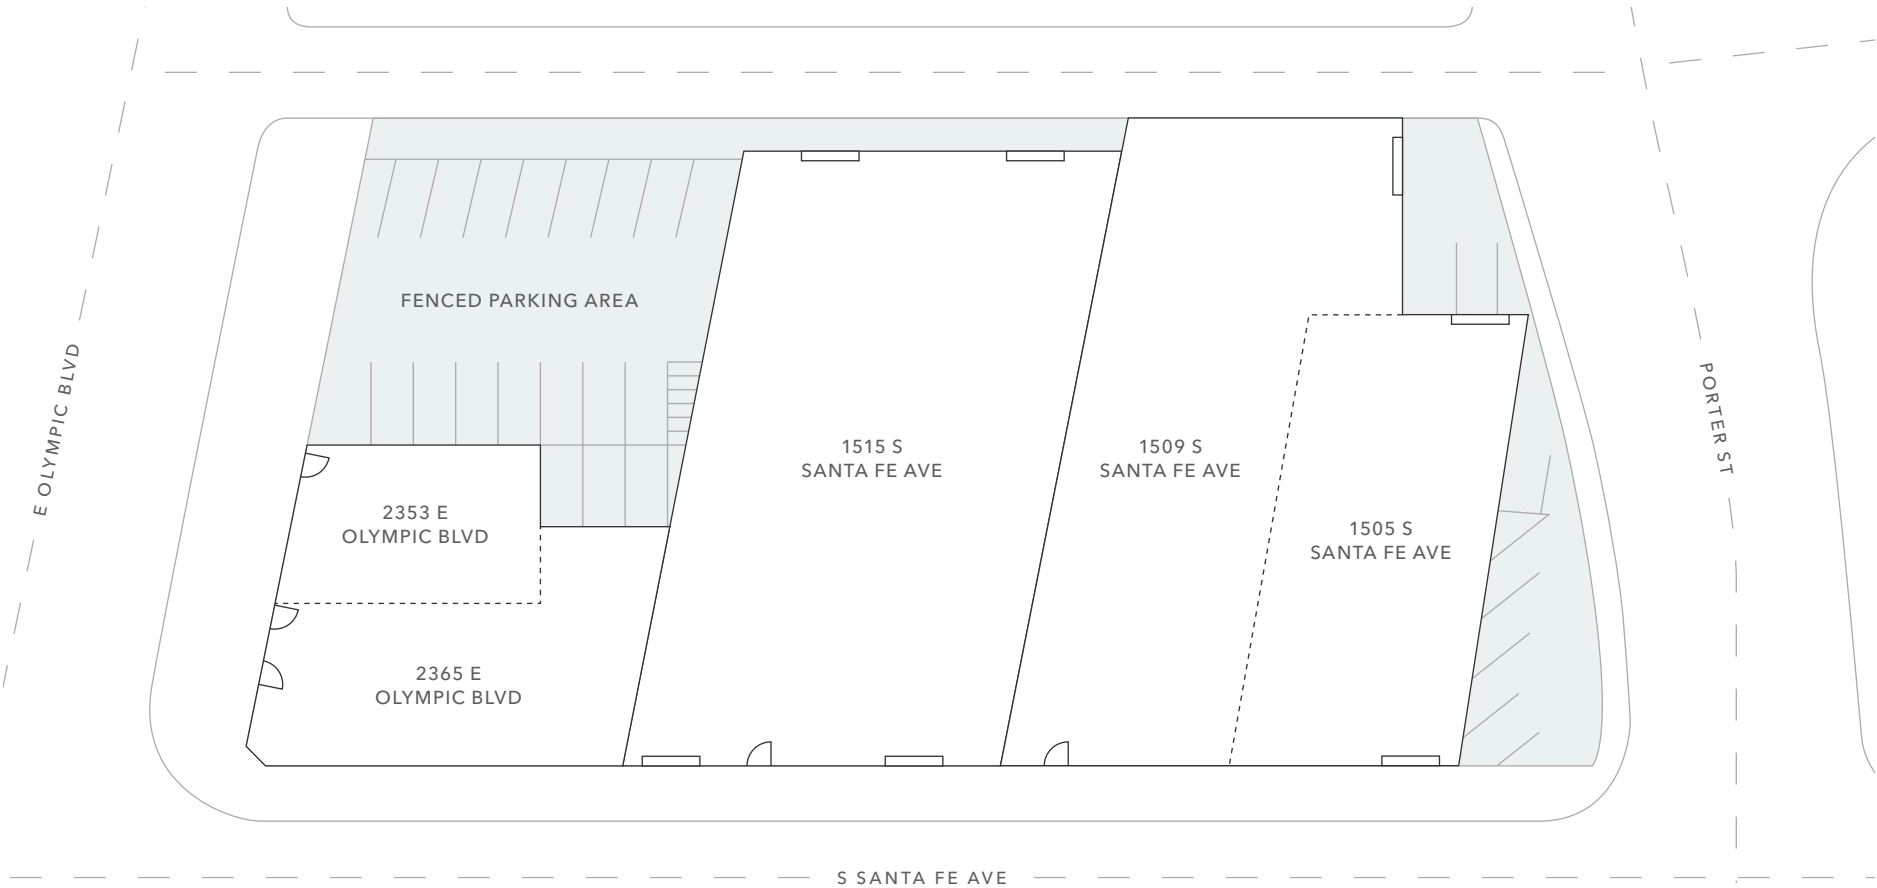 FENCED PARKING AREA
E OLYMPIC BLVD
PORTER ST
1515 S
SANTA FE AVE
1509 S
SANTA FE AVE
2353 E
OLYMPIC BLVD
1505 S
SANTA FE AVE
2365 E
OLYMPIC BLVD
S SANTA FE AVE